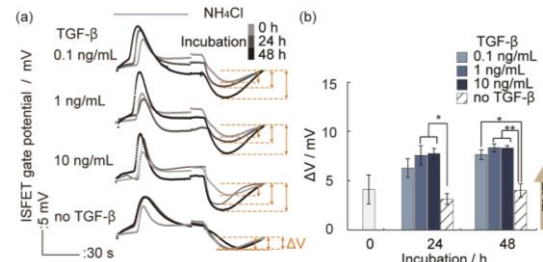 (a)
TGF-β
NH₄Cl
0.1 ng/mL
Incubation
0 h
24 h
48 h
1 ng/mL
10 ng/mL
no TGF-β
ISFET gate potential / mV
5 mV
:30 s
ΔV
(b)
TGF-β
0.1 ng/mL
1 ng/mL
10 ng/mL
no TGF-β
ΔV / mV
15
10
5
0
*
*
**
0
24
48
Incubation / h